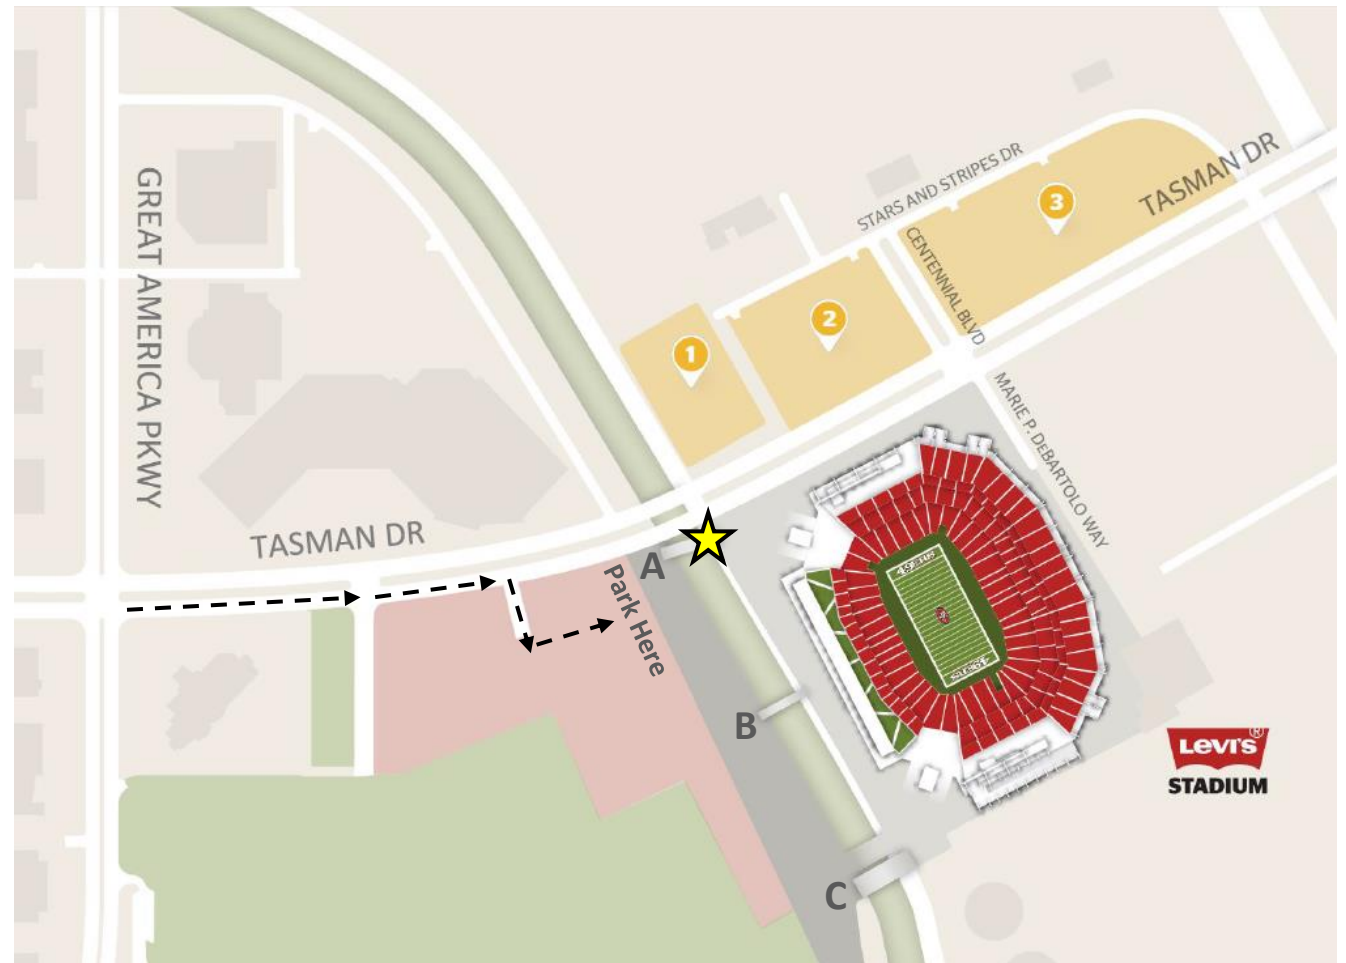 STARS AND STRIPES DR
TASMAN DR
3
GREAT AMERICA PKWY
CENTENNIAL BLVD
2
1
MARIE P. DEBARTOLO WAY
TASMAN DR
A
Park Here
B
LEVI'S®
STADIUM
C